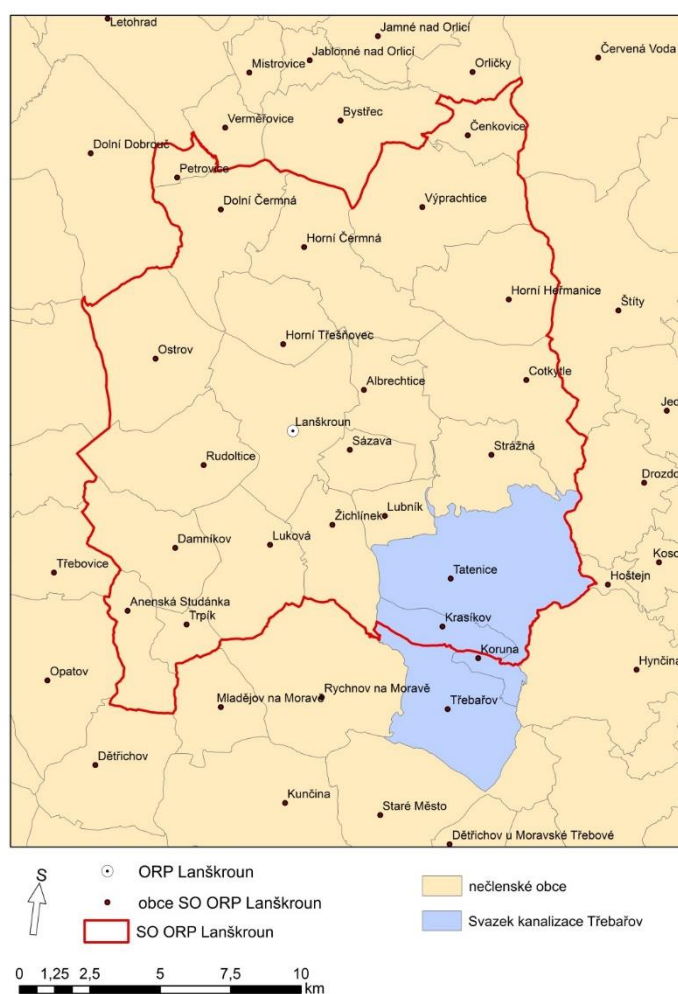 Letohrad
Jamné nad Orlicí
Jablonné nad Orlicí
Mistrovice
Orličky
Červená Voda
Verměřovice
Bystřec
Čenkovice
Dolní Dobrouč
Petrovice
Dolní Čermná
Výprachtice
Horní Čermná
Horní Heřmanice
Štíty
Horní Třešňovec
Ostrov
Albrechtice
Cotkytle
Jed
Lanškroun
Sázava
Strážná
Rudoltice
Drozdo
Lubník
Žichlínek
Damníkov
Luková
Koso
Třebovice
Tatenice
Hoštejn
Anenská Studánka
Trpík
Krasíkov
Koruna
Hynčina
Opatov
Rychnov na Moravě
Mladějov na Moravě
Třebařov
Dětřichov
Kunčina
Staré Město
Dětřichov u Moravské Třebové
S
ORP Lanškroun
obce SO ORP Lanškroun
SO ORP Lanškroun
nečlenské obce
Svazek kanalizace Třebařov
0 1,25 2,5 5 7,5 10
km